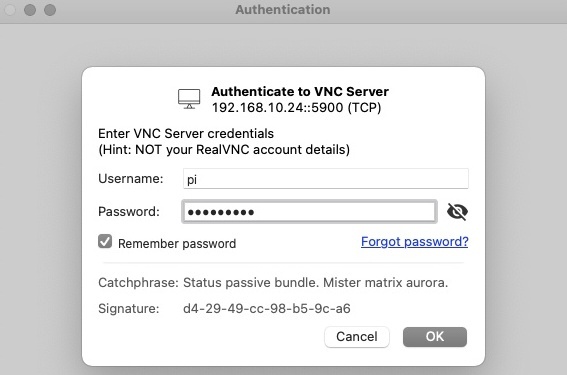 Authentication
Authenticate to VNC Server
192.168.10.24::5900 (TCP)
Enter VNC Server credentials
(Hint: NOT your RealVNC account details)
Username: pi
Password: •••••••••
Remember password Forgot password?
Catchphrase: Status passive bundle. Mister matrix aurora.
Signature: d4-29-49-cc-98-b5-9c-a6
Cancel OK